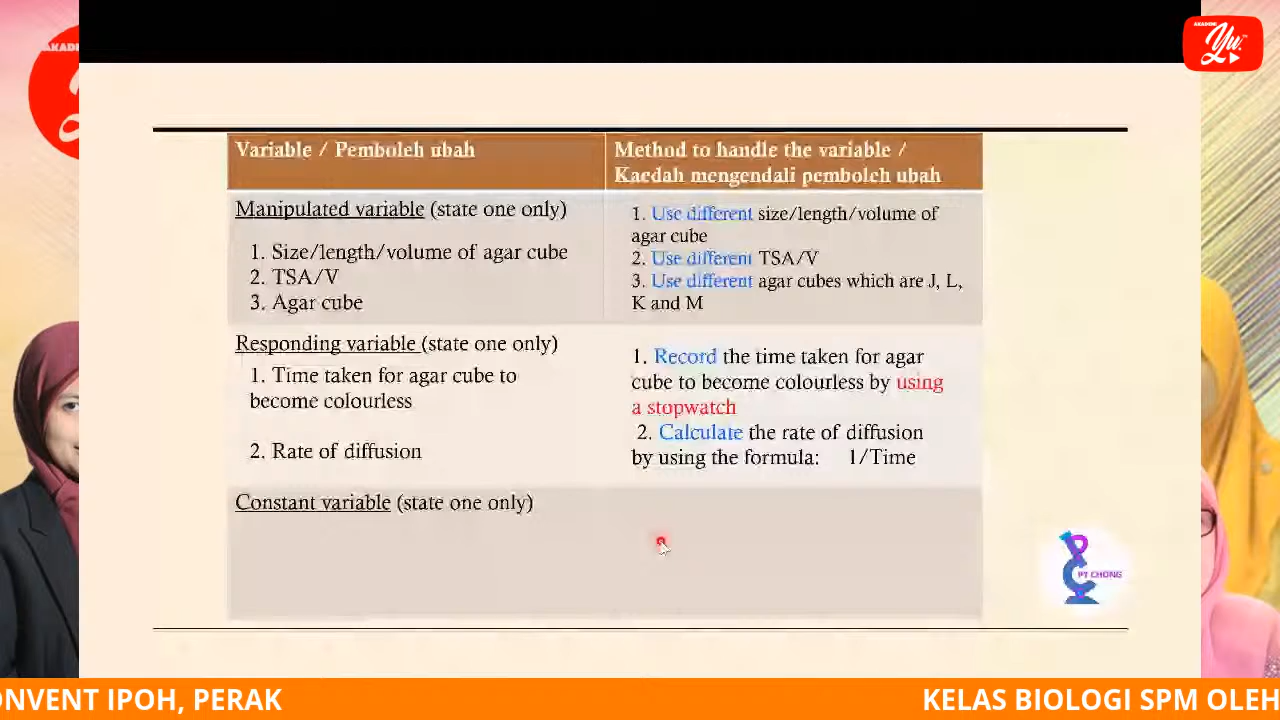 AKADEMI
Yu
Variable / Pemboleh ubah
Method to handle the variable /
Kaedah mengendali pemboleh ubah
Manipulated variable (state one only)
1. Size/length/volume of agar cube
2. TSA/V
3. Agar cube
1. Use different size/length/volume of
agar cube
2. Use different TSA/V
3. Use different agar cubes which are J, L,
K and M
Responding variable (state one only)
1. Time taken for agar cube to
become colourless
2. Rate of diffusion
1. Record the time taken for agar
cube to become colourless by using
a stopwatch
2. Calculate the rate of diffusion
by using the formula: 1/Time
Constant variable (state one only)
PT CHONG
ONVENT IPOH, PERAK
KELAS BIOLOGI SPM OLEH